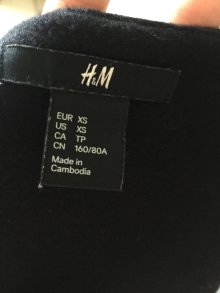 H&M
EUR XS
US XS
CA TP
CN 160/80A
Made in
Cambodia